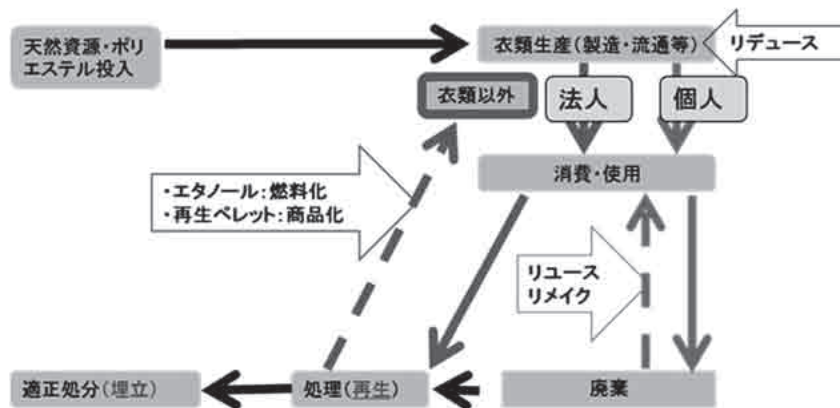 天然資源・ポリ
エステル投入
衣類生産(製造・流通等)
リデュース
衣類以外
法人
個人
消費・使用
・エタノール:燃料化
・再生ペレット:商品化
リユース
リメイク
適正処分(埋立)
処理(再生)
廃棄